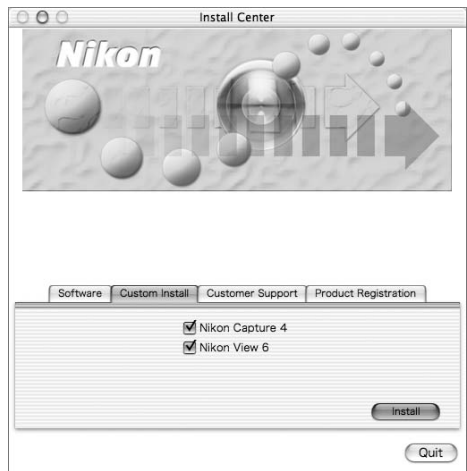 Install Center
Nikon
Software Custom Install Customer Support Product Registration
Nikon Capture 4
Nikon View 6
Install
Quit